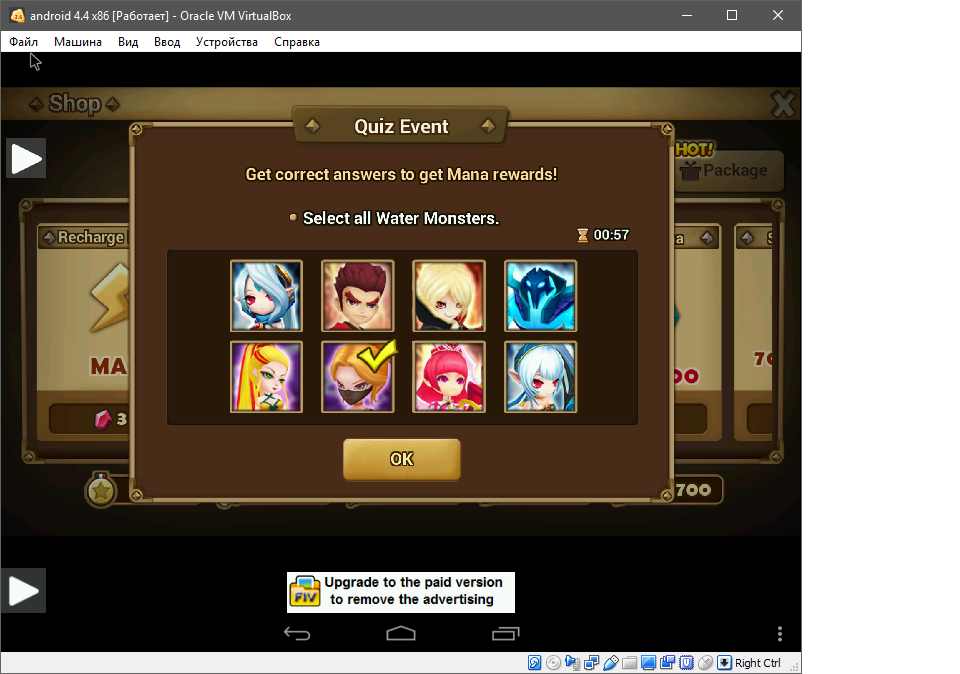 android 4.4 x86 [Работает] - Oracle VM VirtualBox
Файл Машина Вид Ввод Устройства Справка
Shop
Quiz Event
HOT!
Package
Get correct answers to get Mana rewards!
Select all Water Monsters.
00:57
Recharge
MA
3
OK
700
Upgrade to the paid version
to remove the advertising
FIV
Right Ctrl